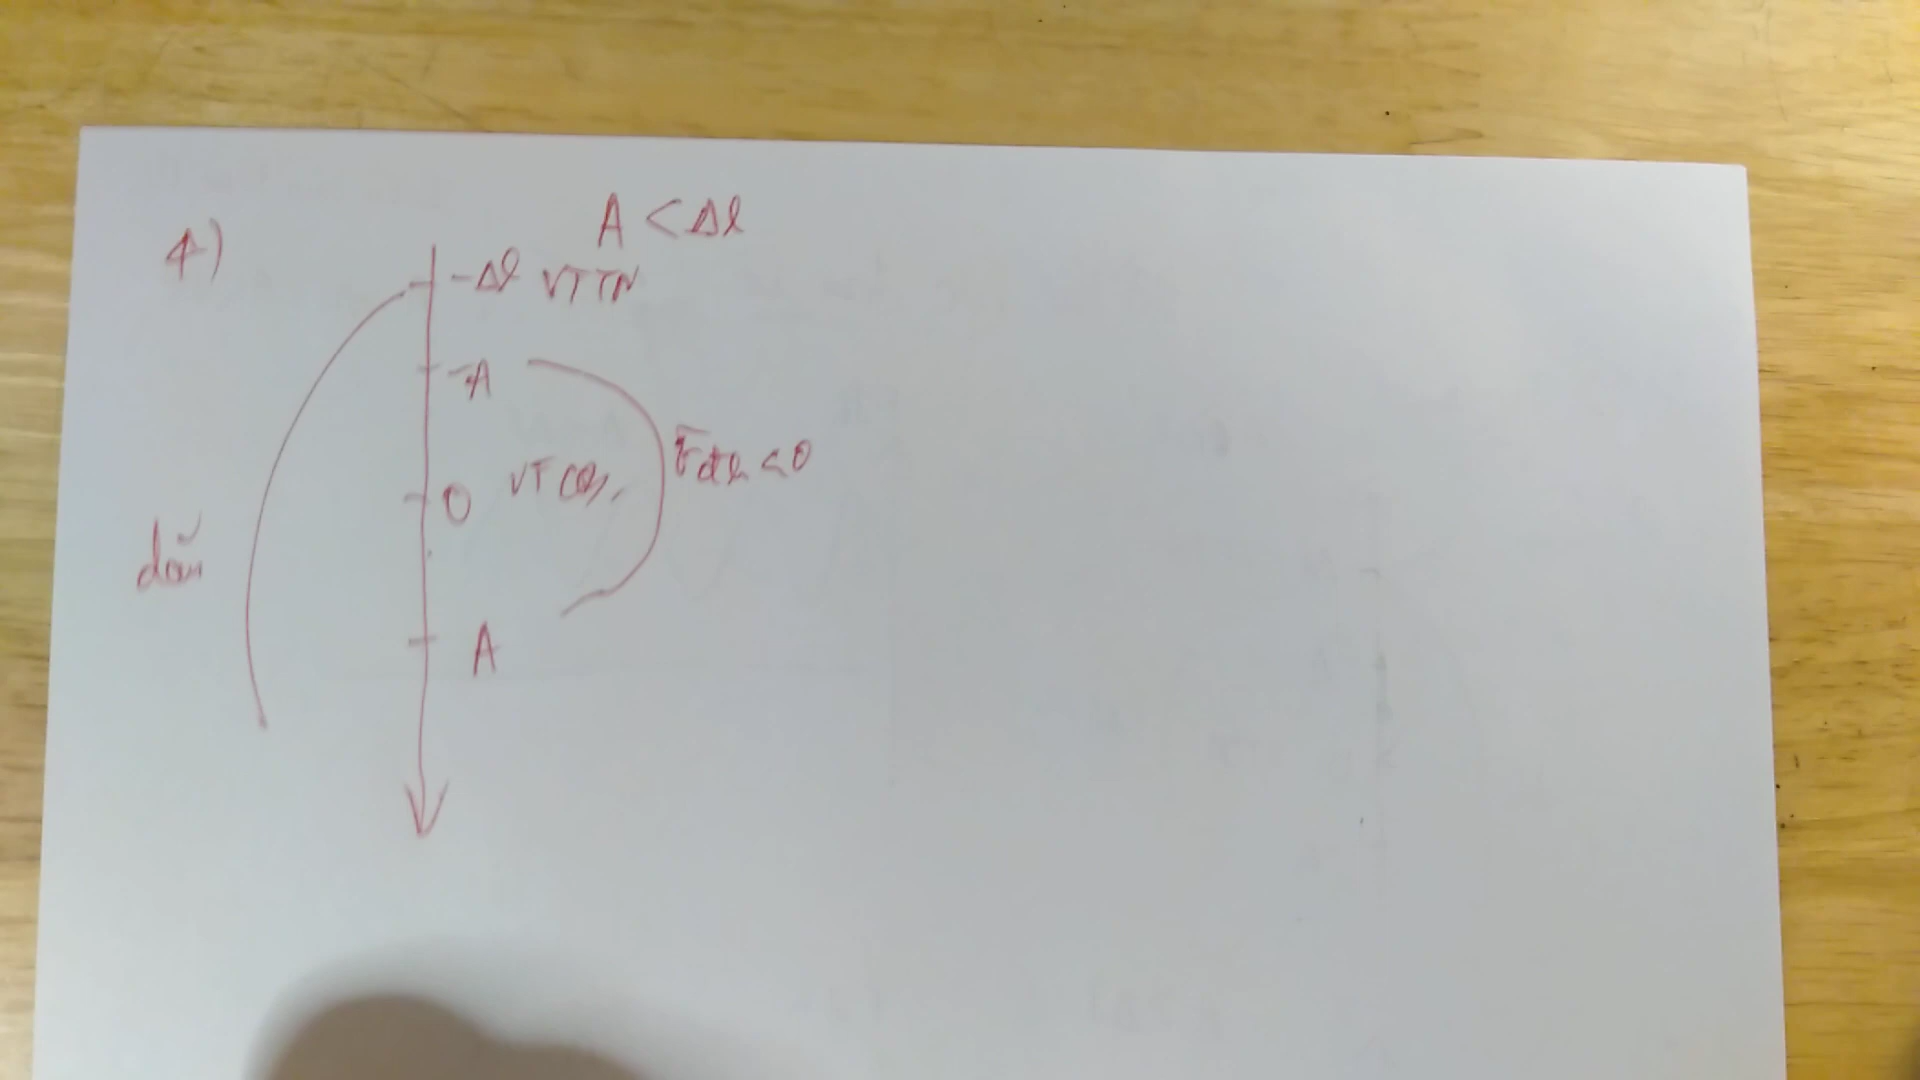 4)
A < Δl
-Δl VTTN
-A
O VTCB
Fđh < 0
dãn
A